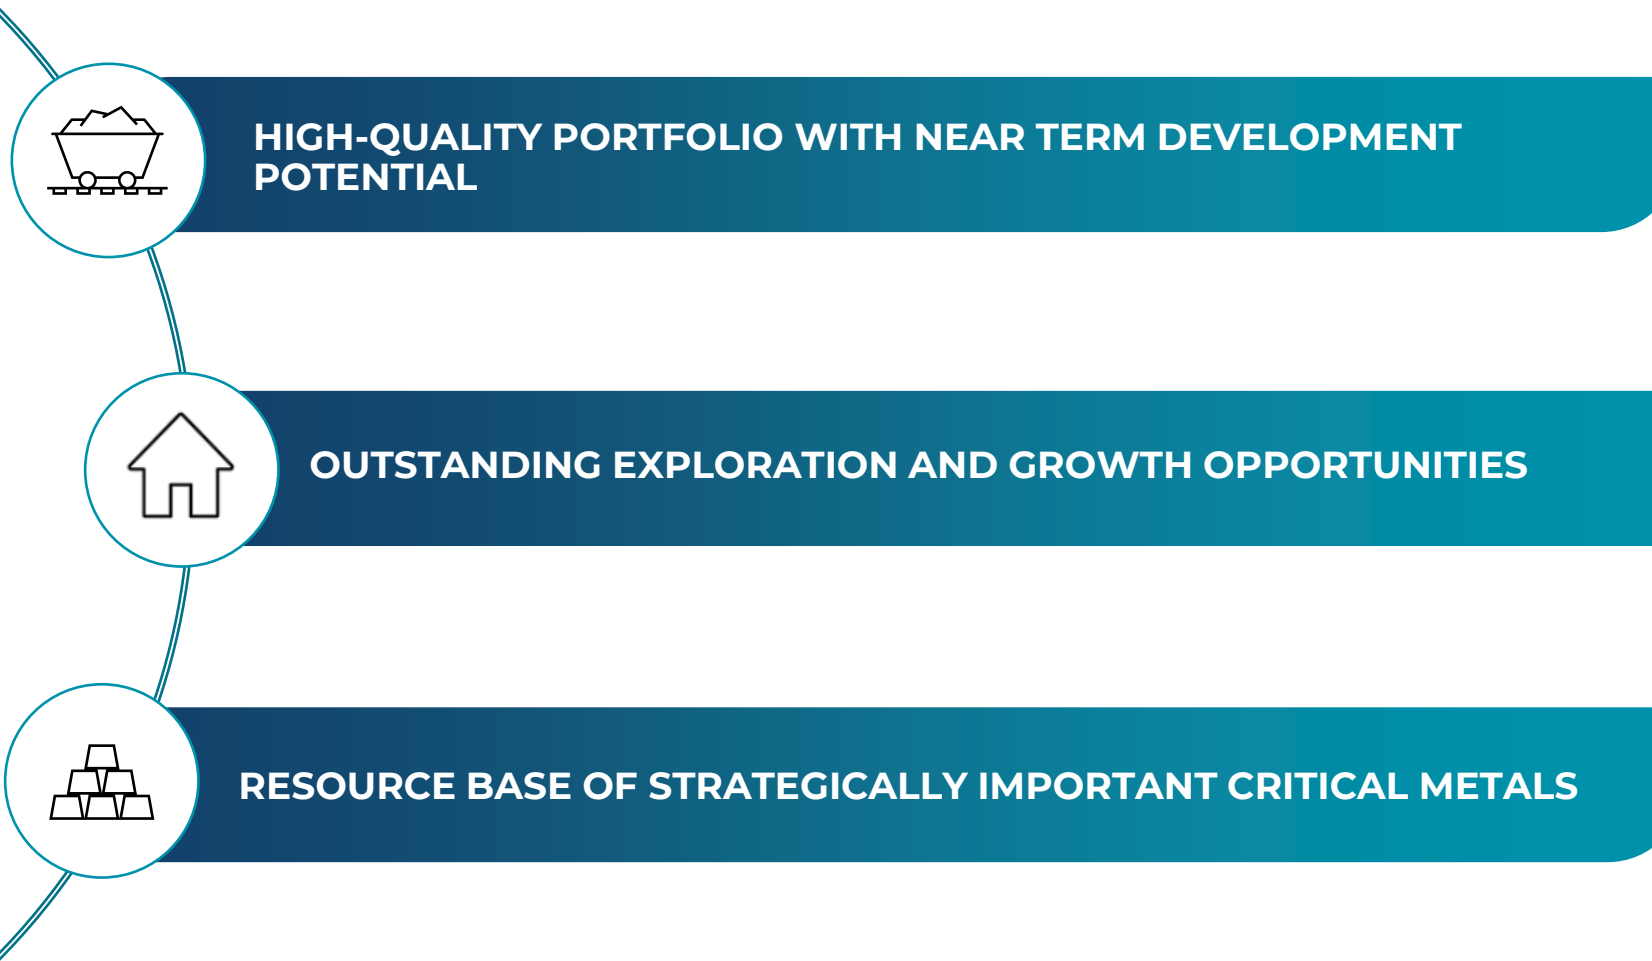 HIGH-QUALITY PORTFOLIO WITH NEAR TERM DEVELOPMENT
POTENTIAL
OUTSTANDING EXPLORATION AND GROWTH OPPORTUNITIES
RESOURCE BASE OF STRATEGICALLY IMPORTANT CRITICAL METALS